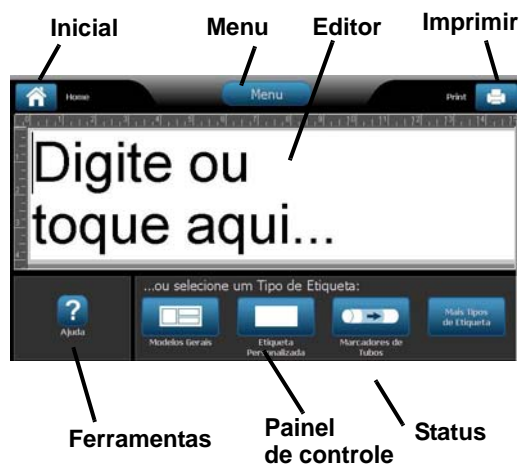 Inicial Menu Editor Imprimir
Home Menu Print
Digite ou
toque aqui...
...ou selecione um Tipo de Etiqueta:
?
Ajuda
Modelos Gerais
Etiqueta
Personalizada
Marcadores de
Tubos
Mais Tipos
de Etiqueta
Ferramentas
Painel
de controle
Status